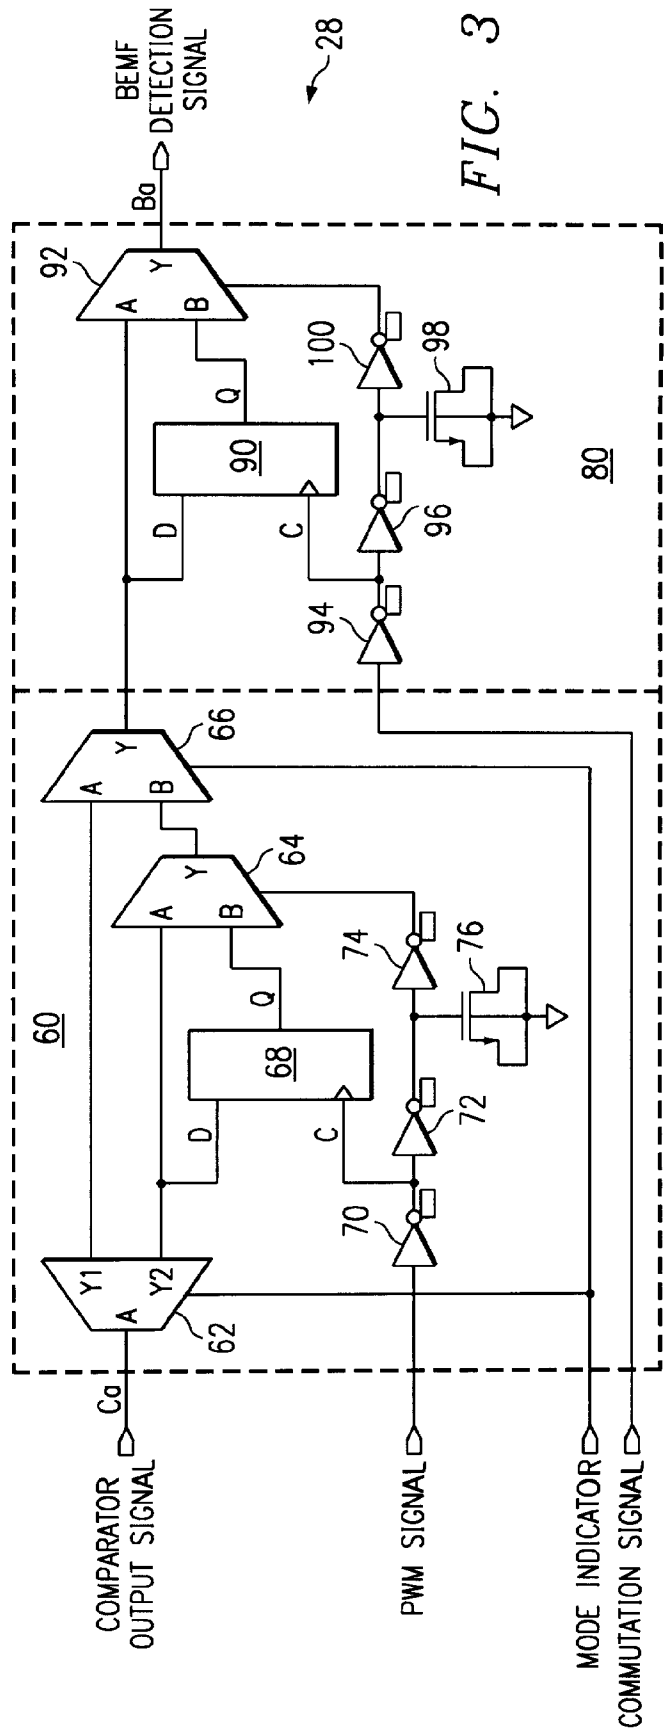 BEMF
DETECTION
SIGNAL
28
FIG. 3
Ba
92
A
B
Y
Q
90
D
C
100
98
96
94
80
66
A
B
Y
64
A
B
Y
60
Q
68
D
C
74
76
72
70
Y1
Y2
A
62
Ca
COMPARATOR
OUTPUT SIGNAL
PWM SIGNAL
MODE INDICATOR
COMMUTATION SIGNAL